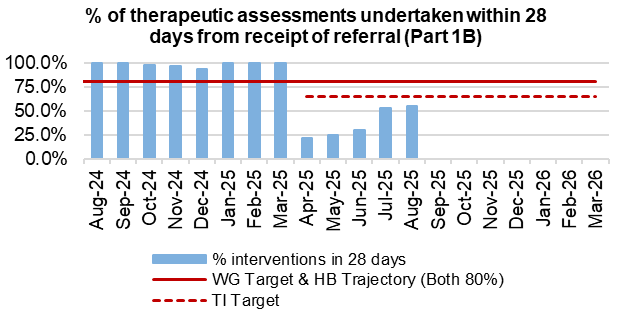 % of therapeutic assessments undertaken within 28
days from receipt of referral (Part 1B)
100.0%
75.0%
50.0%
25.0%
0.0%
Aug-24
Sep-24
Oct-24
Nov-24
Dec-24
Jan-25
Feb-25
Mar-25
Apr-25
May-25
Jun-25
Jul-25
Aug-25
Sep-25
Oct-25
Nov-25
Dec-25
Jan-26
Feb-26
Mar-26
% interventions in 28 days
WG Target & HB Trajectory (Both 80%)
TI Target